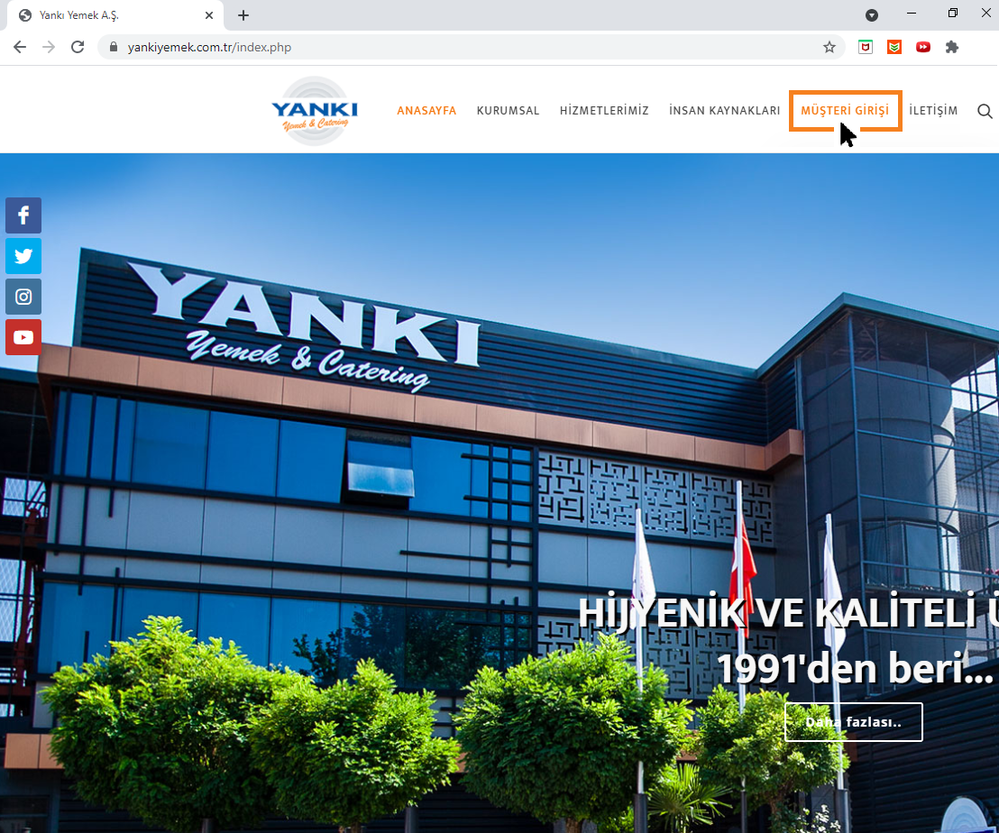 Yankı Yemek A.Ş.
yankiyemek.com.tr/index.php
YANKI
Yemek & Catering
ANASAYFA
KURUMSAL
HİZMETLERİMİZ
İNSAN KAYNAKLARI
MÜŞTERİ GİRİŞİ
İLETİŞİM
YANKI
Yemek & Catering
HİJYENİK VE KALİTELİ
1991'den beri...
Daha fazlası..